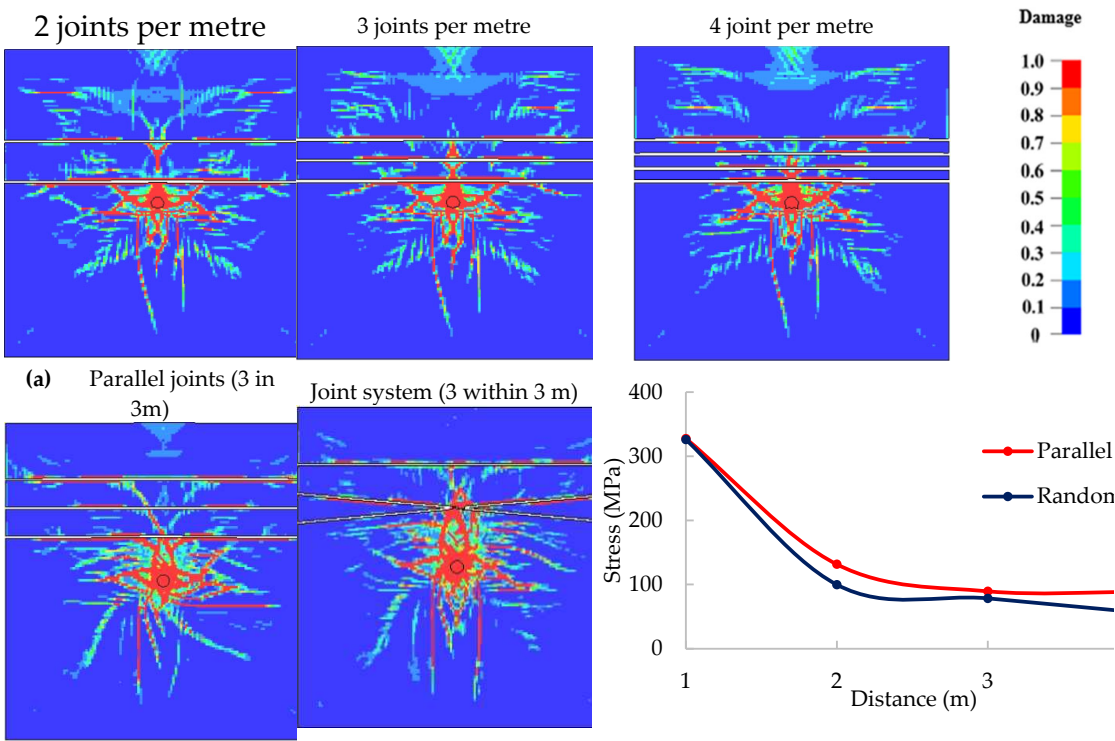 2 joints per metre
3 joints per metre
4 joint per metre
Damage
1.0
0.9
0.8
0.7
0.6
0.5
0.4
0.3
0.2
0.1
0
(a) Parallel joints (3 in
3m)
Joint system (3 within 3 m)
400
300
200
100
0
Stress (MPa)
Parallel
Random
1
2
3
Distance (m)